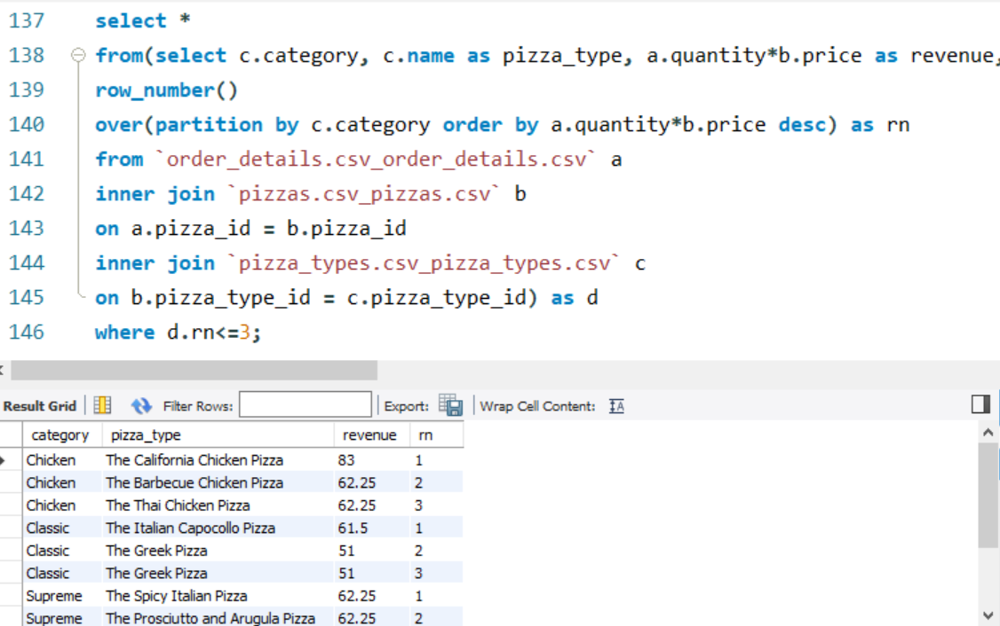 137 select *
138 from(select c.category, c.name as pizza_type, a.quantity*b.price as revenue,
139 row_number()
140 over(partition by c.category order by a.quantity*b.price desc) as rn
141 from `order_details.csv_order_details.csv` a
142 inner join `pizzas.csv_pizzas.csv` b
143 on a.pizza_id = b.pizza_id
144 inner join `pizza_types.csv_pizza_types.csv` c
145 on b.pizza_type_id = c.pizza_type_id) as d
146 where d.rn<=3;
Result Grid Filter Rows: Export: Wrap Cell Content: IA
category pizza_type revenue rn
Chicken The California Chicken Pizza 83 1
Chicken The Barbecue Chicken Pizza 62.25 2
Chicken The Thai Chicken Pizza 62.25 3
Classic The Italian Capocollo Pizza 61.5 1
Classic The Greek Pizza 51 2
Classic The Greek Pizza 51 3
Supreme The Spicy Italian Pizza 62.25 1
Supreme The Prosciutto and Arugula Pizza 62.25 2